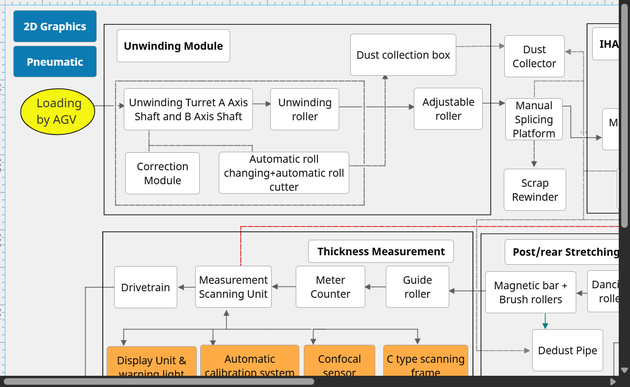 2D Graphics
Pneumatic
Unwinding Module
Dust collection box
Dust
Collector
IHA
Loading
by AGV
Unwinding Turret A Axis
Shaft and B Axis Shaft
Unwinding
roller
Adjustable
roller
Manual
Splicing
Platform
M
Correction
Module
Automatic roll
changing+automatic roll
cutter
Scrap
Rewinder
Thickness Measurement
Post/rear Stretching
Drivetrain
Measurement
Scanning Unit
Meter
Counter
Guide
roller
Magnetic bar +
Brush rollers
Danci
rolle
Dedust Pipe
Display Unit &
warning light
Automatic
calibration system
Confocal
sensor
C type scanning
frame